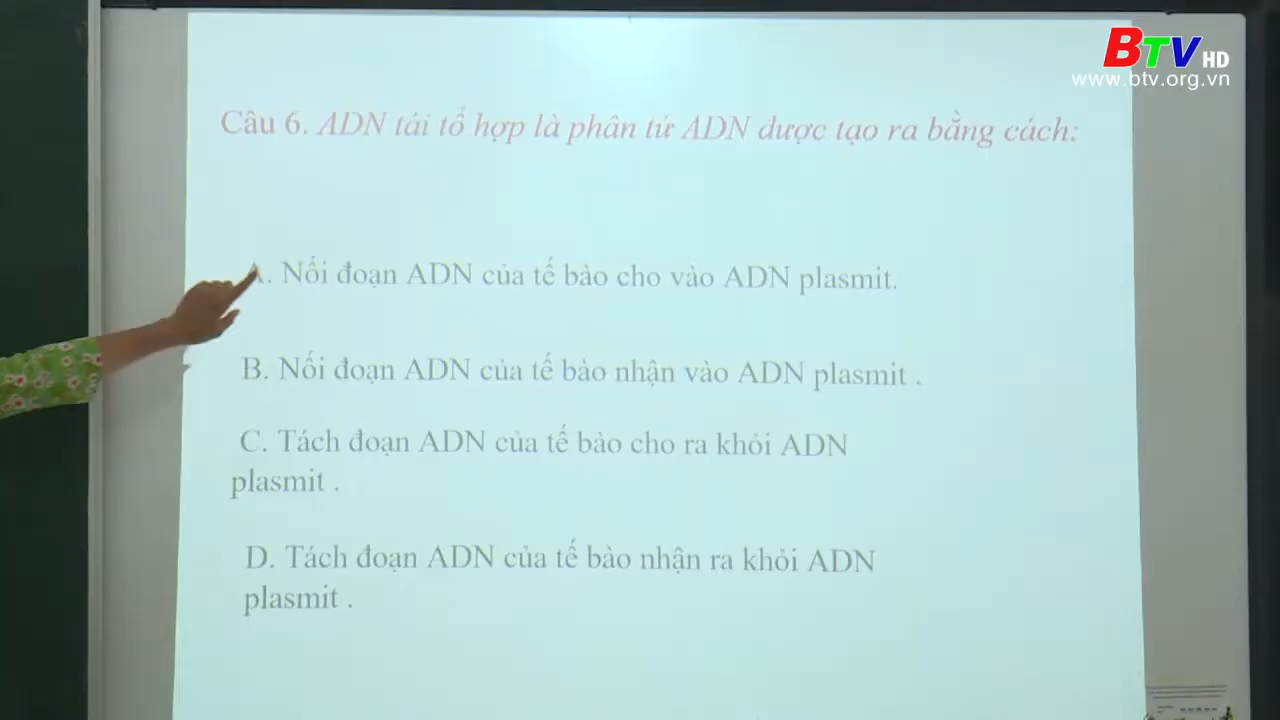 BTV HD
www.btv.org.vn
Câu 6. ADN tái tổ hợp là phân tử ADN được tạo ra bằng cách:
A. Nối đoạn ADN của tế bào cho vào ADN plasmit.
B. Nối đoạn ADN của tế bào nhận vào ADN plasmit .
C. Tách đoạn ADN của tế bào cho ra khỏi ADN
plasmit .
D. Tách đoạn ADN của tế bào nhận ra khỏi ADN
plasmit .